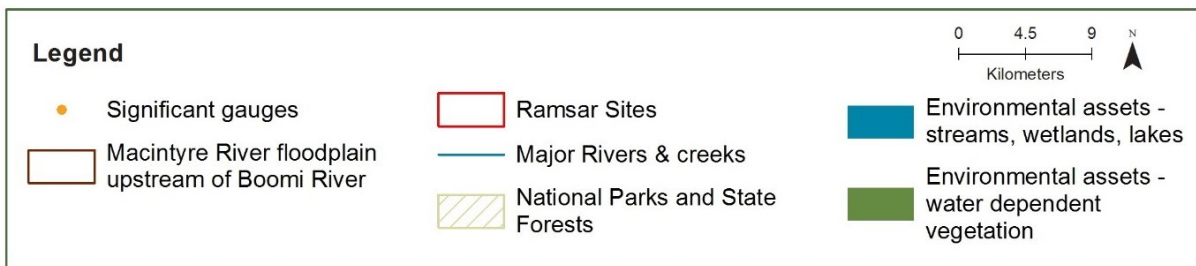 Legend
0 4.5 9
N
Kilometers
Significant gauges
Macintyre River floodplain
upstream of Boomi River
Ramsar Sites
Major Rivers & creeks
National Parks and State
Forests
Environmental assets -
streams, wetlands, lakes
Environmental assets -
water dependent
vegetation